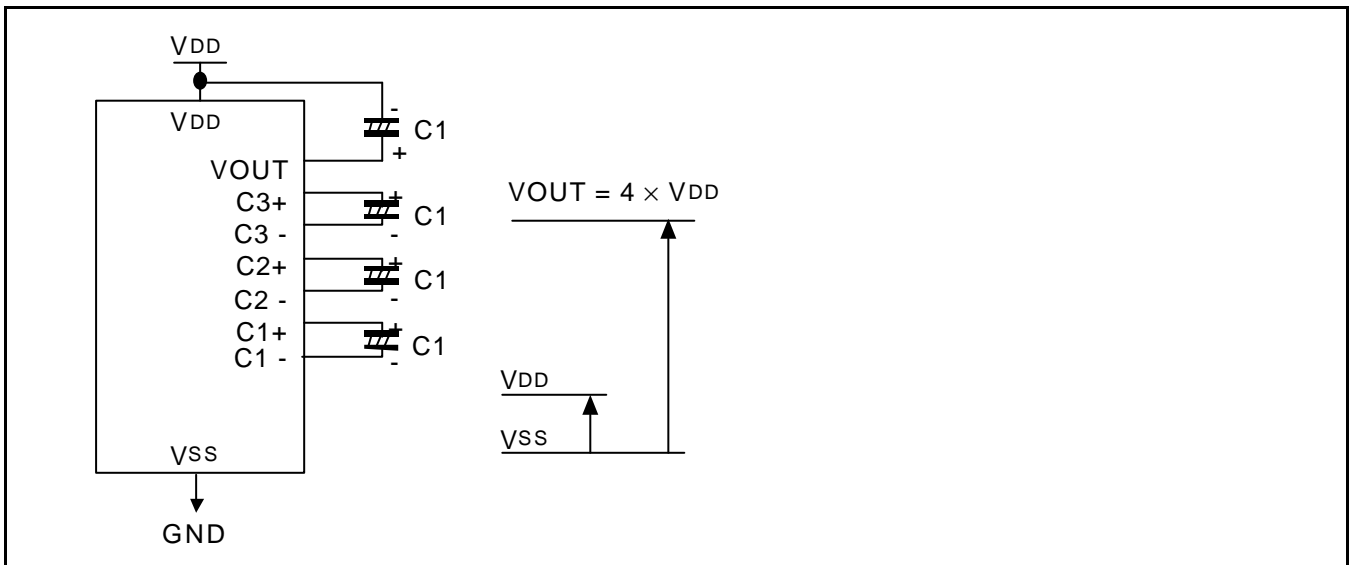 VDD
VDD
-
C1
+
VOUT
C3+
+
C1
C3 -
-
C2+
+
C1
C2 -
-
C1+
+
C1
C1 -
-
VSS
GND
VOUT = 4 × VDD
VDD
VSS